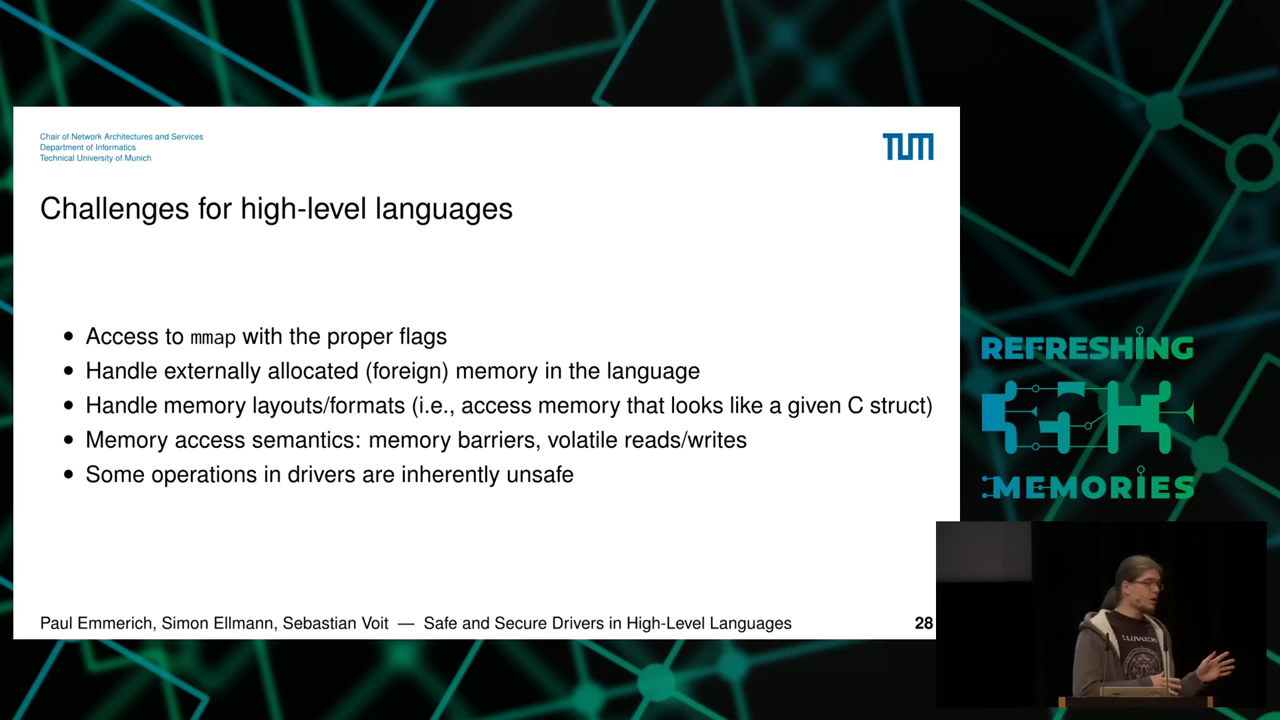 Chair of Network Architectures and Services
Department of Informatics
Technical University of Munich
TUM
Challenges for high-level languages
• Access to mmap with the proper flags
• Handle externally allocated (foreign) memory in the language
• Handle memory layouts/formats (i.e., access memory that looks like a given C struct)
• Memory access semantics: memory barriers, volatile reads/writes
• Some operations in drivers are inherently unsafe
Paul Emmerich, Simon Ellmann, Sebastian Voit — Safe and Secure Drivers in High-Level Languages 28
REFRESHING
MEMORIES